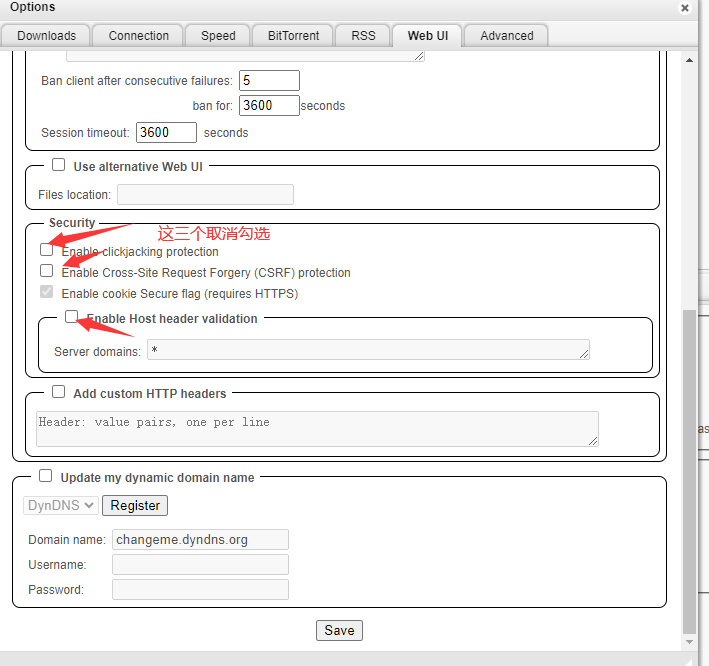 Options
Downloads Connection Speed BitTorrent RSS Web UI Advanced
Ban client after consecutive failures: 5
ban for: 3600 seconds
Session timeout: 3600 seconds
Use alternative Web UI
Files location:
Security
这三个取消勾选
Enable clickjacking protection
Enable Cross-Site Request Forgery (CSRF) protection
Enable cookie Secure flag (requires HTTPS)
Enable Host header validation
Server domains: *
Add custom HTTP headers
Header: value pairs, one per line
as
Update my dynamic domain name
DynDNS Register
Domain name: changeme.dyndns.org
Username:
Password:
Save